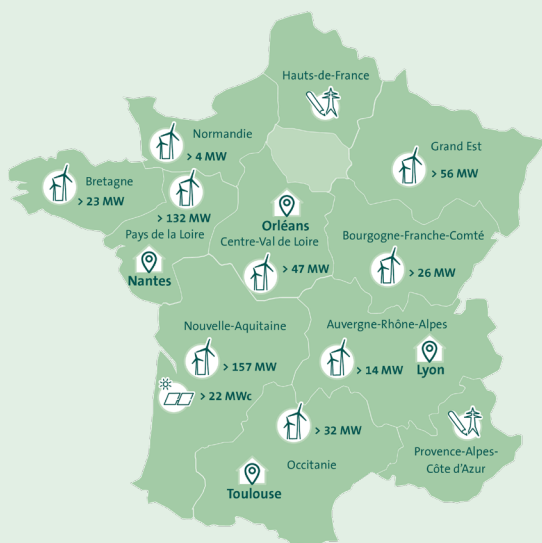 Hauts-de-France
Normandie
> 4 MW
Grand Est
> 56 MW
Bretagne
> 23 MW
> 132 MW
Pays de la Loire
Nantes
Orléans
Centre-Val de Loire
> 47 MW
Bourgogne-Franche-Comté
> 26 MW
Nouvelle-Aquitaine
> 157 MW
> 22 MWc
Auvergne-Rhône-Alpes
> 14 MW
Lyon
> 32 MW
Occitanie
Toulouse
Provence-Alpes-
Côte d'Azur